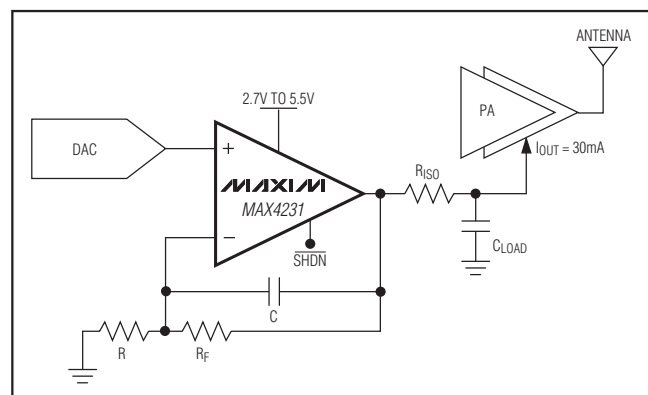 ANTENNA
2.7V TO 5.5V
PA
DAC
+
MAXIM
MAX4231
−
SHDN
R_ISO
I_OUT = 30mA
C_LOAD
C
R
R_F